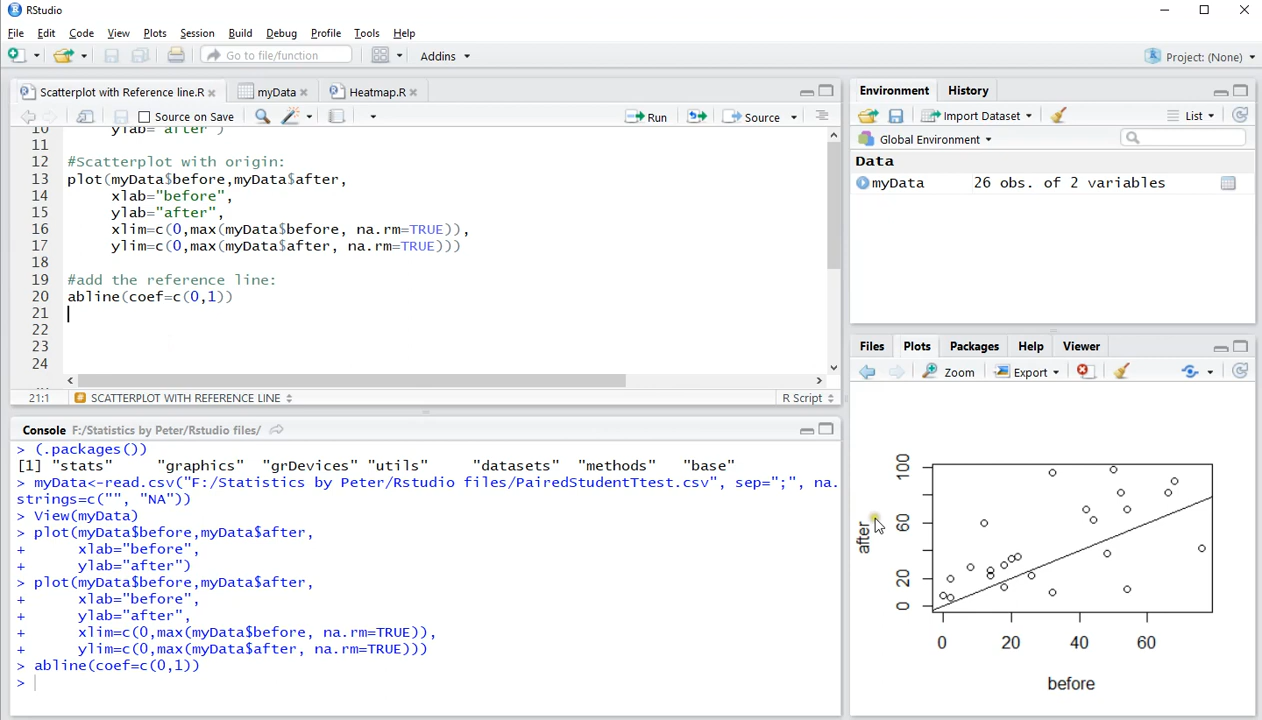 RStudio
File Edit Code View Plots Session Build Debug Profile Tools Help
Go to file/function Addins Project: (None)
Scatterplot with Reference line.R myData Heatmap.R
Source on Save Run Source
10 ylab="after")
11
12 #Scatterplot with origin:
13 plot(myData$before,myData$after,
14 xlab="before",
15 ylab="after",
16 xlim=c(0,max(myData$before, na.rm=TRUE)),
17 ylim=c(0,max(myData$after, na.rm=TRUE)))
18
19 #add the reference line:
20 abline(coef=c(0,1))
21
22
23
24
21:1 SCATTERPLOT WITH REFERENCE LINE R Script
Console F:/Statistics by Peter/Rstudio files/
> (.packages())
[1] "stats" "graphics" "grDevices" "utils" "datasets" "methods" "base"
> myData<-read.csv("F:/Statistics by Peter/Rstudio files/PairedStudentTtest.csv", sep=";", na.
strings=c("", "NA"))
> View(myData)
> plot(myData$before,myData$after,
+ xlab="before",
+ ylab="after")
> plot(myData$before,myData$after,
+ xlab="before",
+ ylab="after",
+ xlim=c(0,max(myData$before, na.rm=TRUE)),
+ ylim=c(0,max(myData$after, na.rm=TRUE)))
> abline(coef=c(0,1))
>
Environment History
Import Dataset List
Global Environment
Data
myData 26 obs. of 2 variables
Files Plots Packages Help Viewer
Zoom Export
100
60
20
0
after
0 20 40 60
before